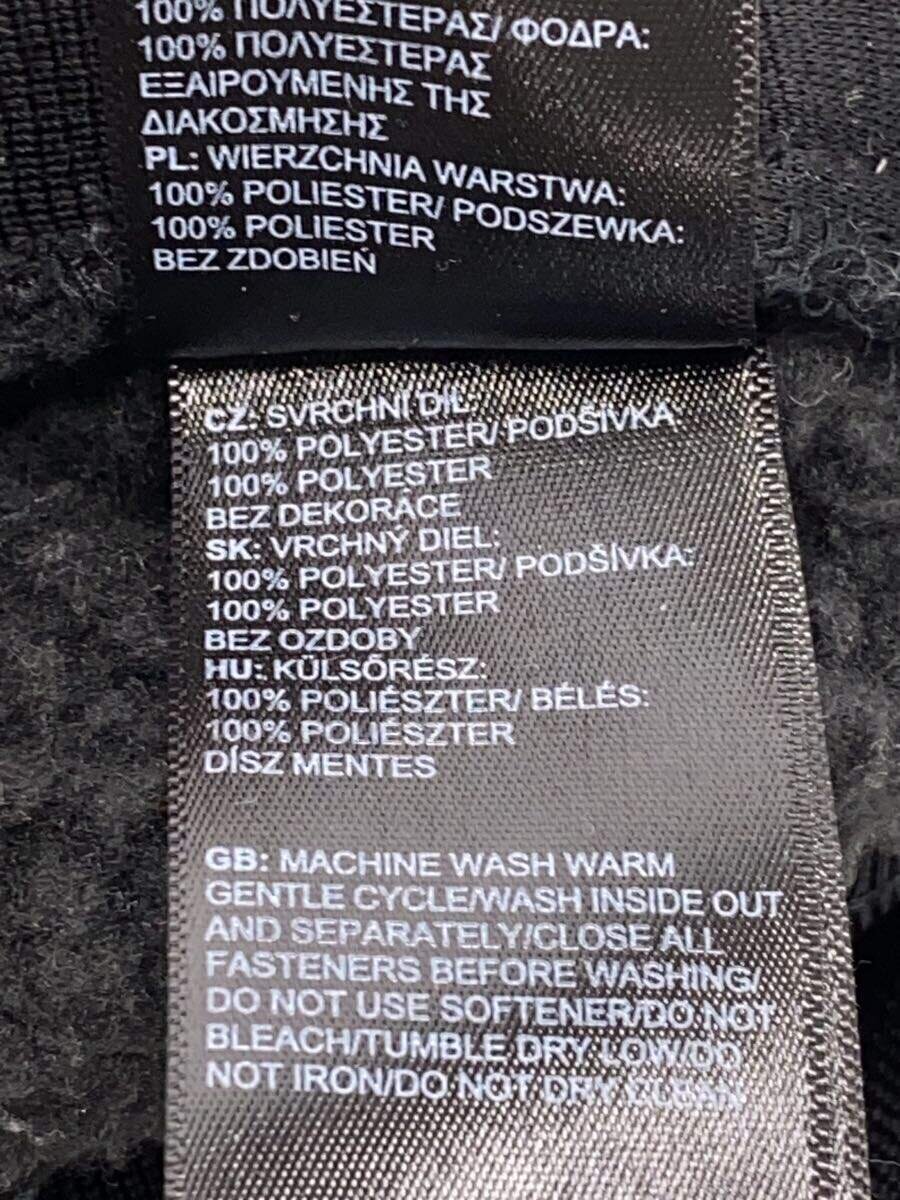 100% ΠΟΛΥΕΣΤΕΡΑΣ/ ΦΟΔΡΑ:
100% ΠΟΛΥΕΣΤΕΡΑΣ
ΕΞΑΙΡΟΥΜΕΝΗΣ ΤΗΣ
ΔΙΑΚΟΣΜΗΣΗΣ
PL: WIERZCHNIA WARSTWA:
100% POLIESTER/ PODSZEWKA:
100% POLIESTER
BEZ ZDOBIEŃ
CZ: SVRCHNÍ DÍL:
100% POLYESTER/ PODŠÍVKA:
100% POLYESTER
BEZ DEKORÁCE
SK: VRCHNÝ DIEL:
100% POLYESTER/ PODŠÍVKA:
100% POLYESTER
BEZ OZDOBY
HU: KÜLSŐRÉSZ:
100% POLIÉSZTER/ BÉLÉS:
100% POLIÉSZTER
DÍSZ MENTES
GB: MACHINE WASH WARM
GENTLE CYCLE/WASH INSIDE OUT
AND SEPARATELY/CLOSE ALL
FASTENERS BEFORE WASHING/
DO NOT USE SOFTENER/DO NOT
BLEACH/TUMBLE DRY LOW/DO
NOT IRON/DO NOT DRY CLEAN